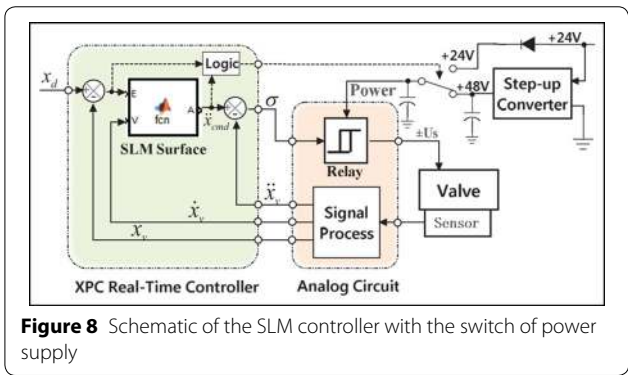 +24V
+24V
x_d
E
V
A
fcn
SLM Surface
Logic
ẍ_cmd
σ
Power
+48V
Step-up
Converter
±Us
Relay
Valve
Sensor
Signal
Process
ẍ_v
ẋ_v
x_v
XPC Real-Time Controller
Analog Circuit
Figure 8 Schematic of the SLM controller with the switch of power
supply